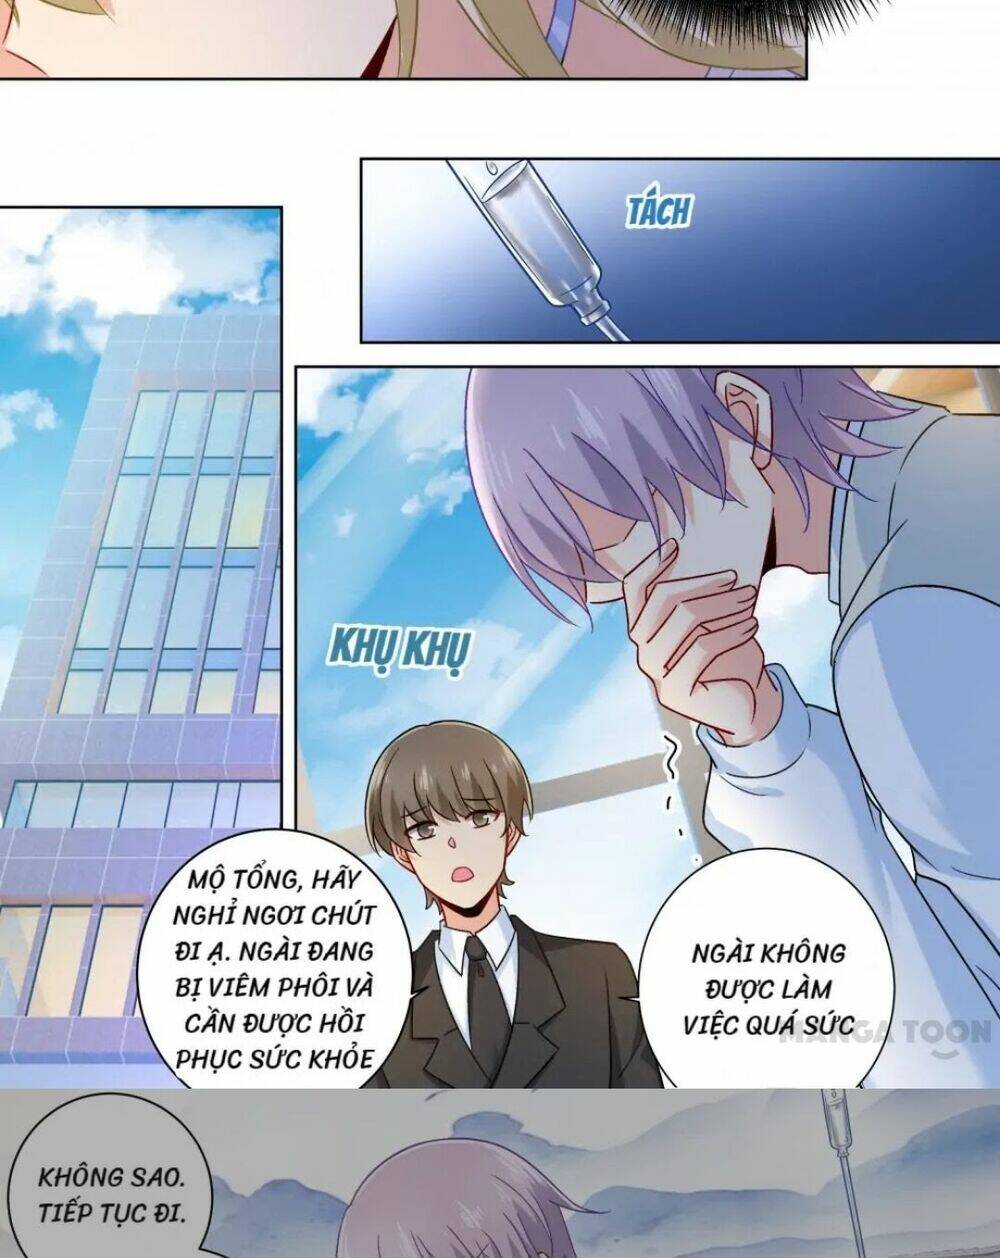 TÁCH
KHỤ KHỤ
MỘ TỔNG, HÃY
NGHỈ NGƠI CHÚT
ĐI Ạ. NGÀI ĐANG
BỊ VIÊM PHÔI VÀ
CẦN ĐƯỢC HỒI
PHỤC SỨC KHỎE
NGÀI KHÔNG
ĐƯỢC LÀM
VIỆC QUÁ SỨC
MANGA TOON
KHÔNG SAO.
TIẾP TỤC ĐI.